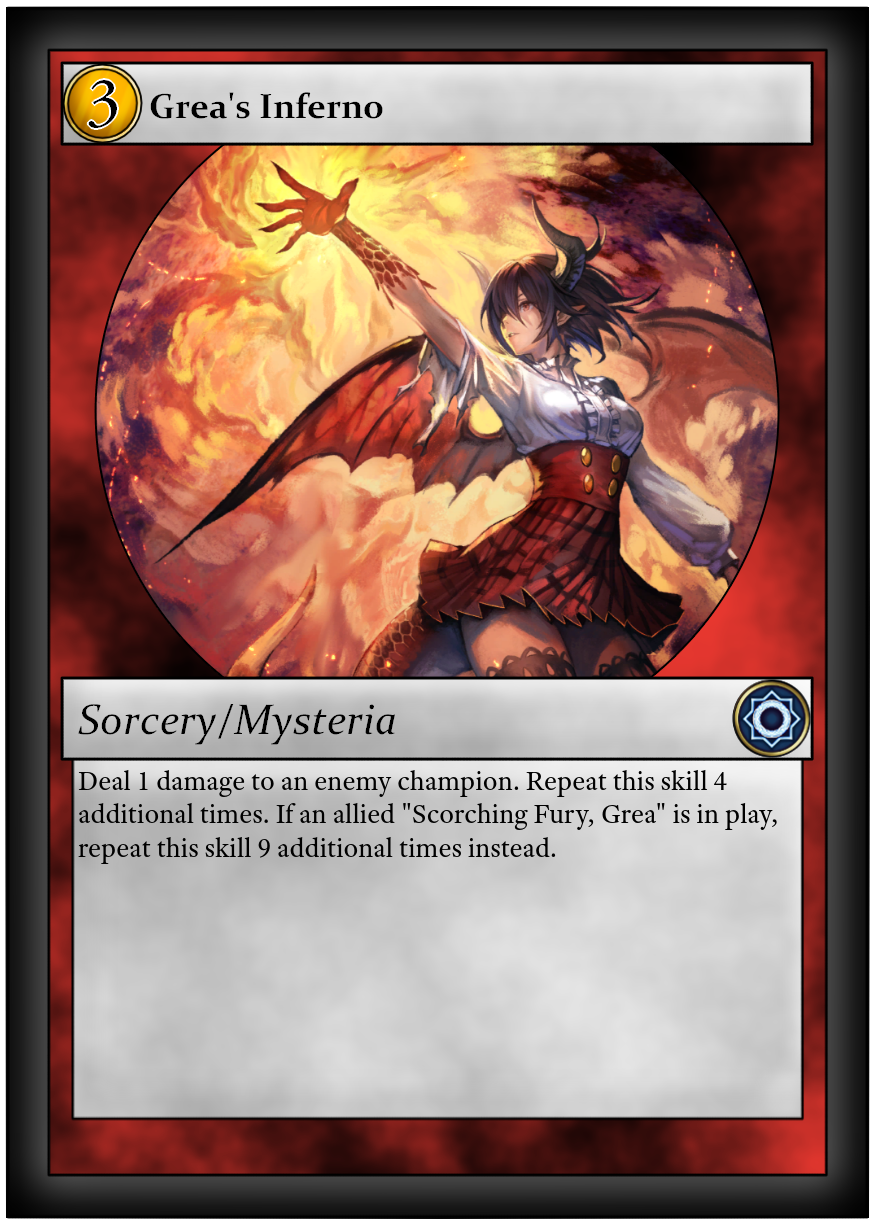 3
Grea's Inferno
Sorcery/Mysteria
Deal 1 damage to an enemy champion. Repeat this skill 4
additional times. If an allied "Scorching Fury, Grea" is in play,
repeat this skill 9 additional times instead.